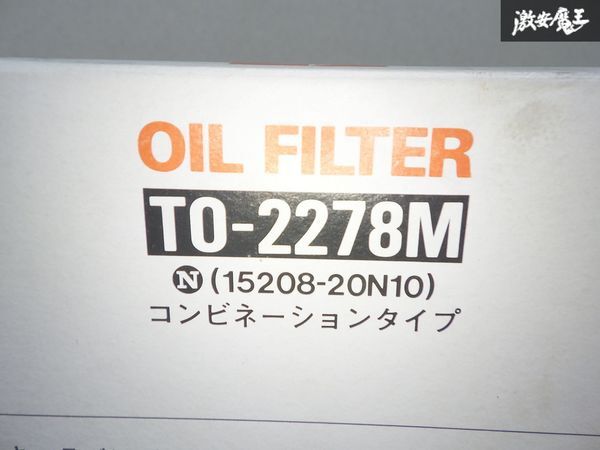 激安魔王
OIL FILTER
TO-2278M
N (15208-20N10)
コンビネーションタイプ